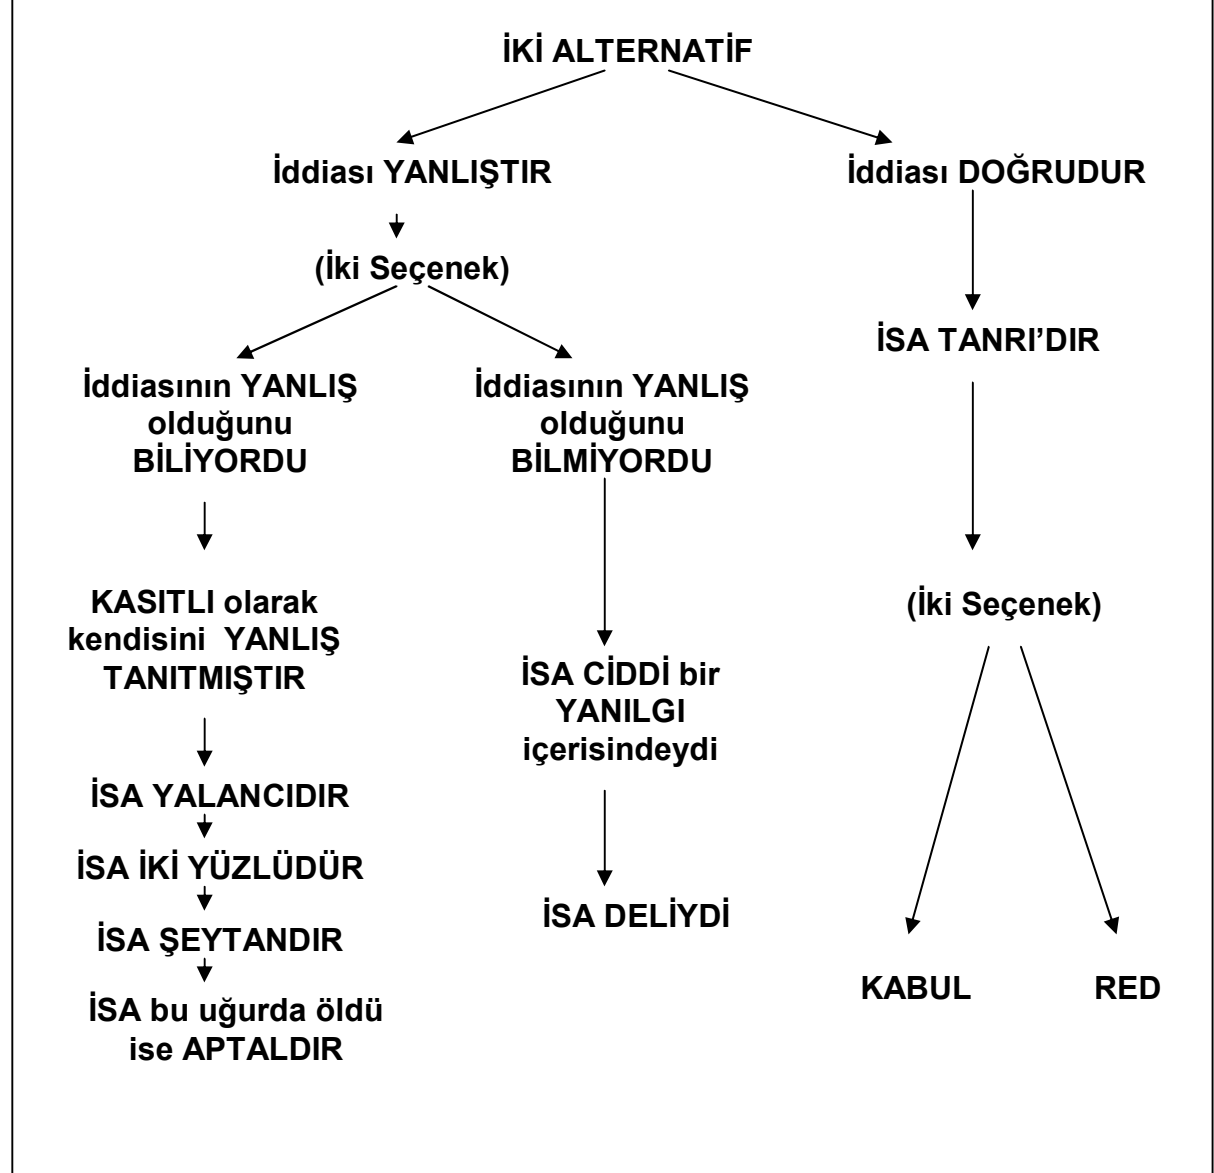 İKİ ALTERNATİF
İddiası YANLIŞTIR
İddiası DOĞRUDUR
(İki Seçenek)
İSA TANRI’DIR
İddiasının YANLIŞ
olduğunu
BİLİYORDU
İddiasının YANLIŞ
olduğunu
BİLMİYORDU
KASITLI olarak
kendisini YANLIŞ
TANITMIŞTIR
(İki Seçenek)
İSA CİDDİ bir
YANILGI
içerisindeydi
İSA YALANCIDIR
İSA İKİ YÜZLÜDÜR
İSA ŞEYTANDIR
İSA bu uğurda öldü
ise APTALDIR
İSA DELİYDİ
KABUL
RED